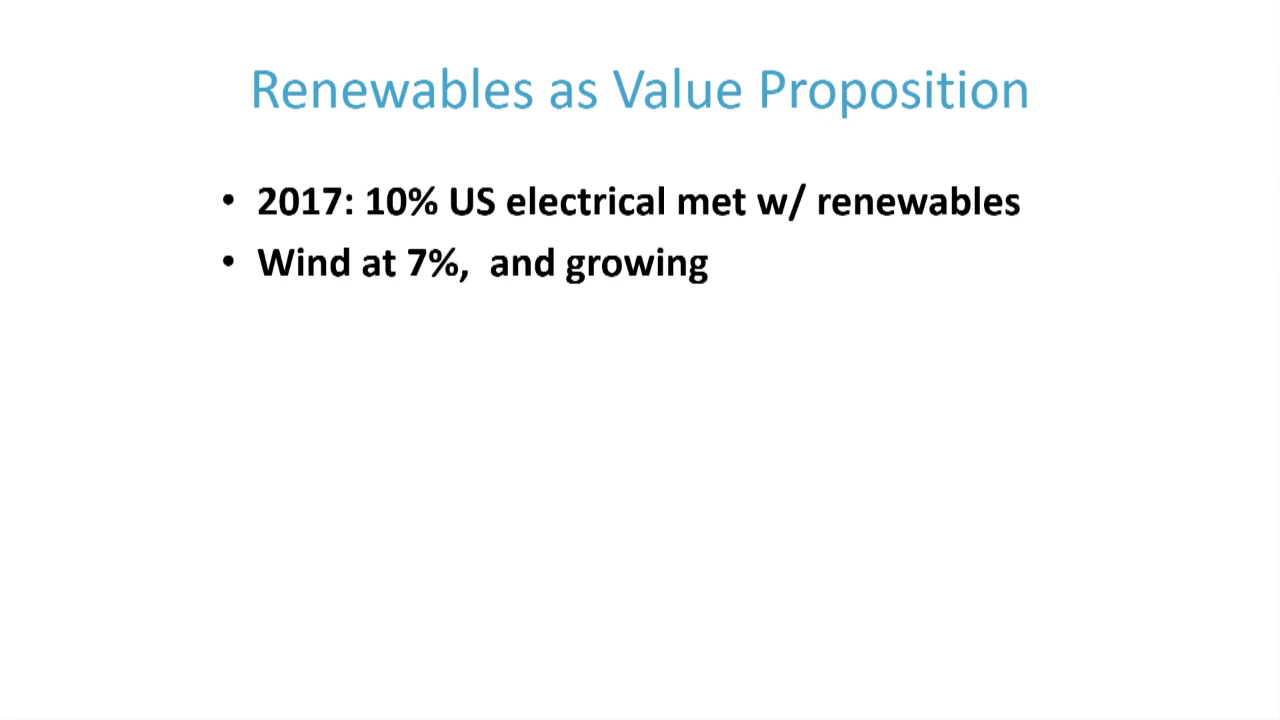 Renewables as Value Proposition
• 2017: 10% US electrical met w/ renewables
• Wind at 7%,  and growing